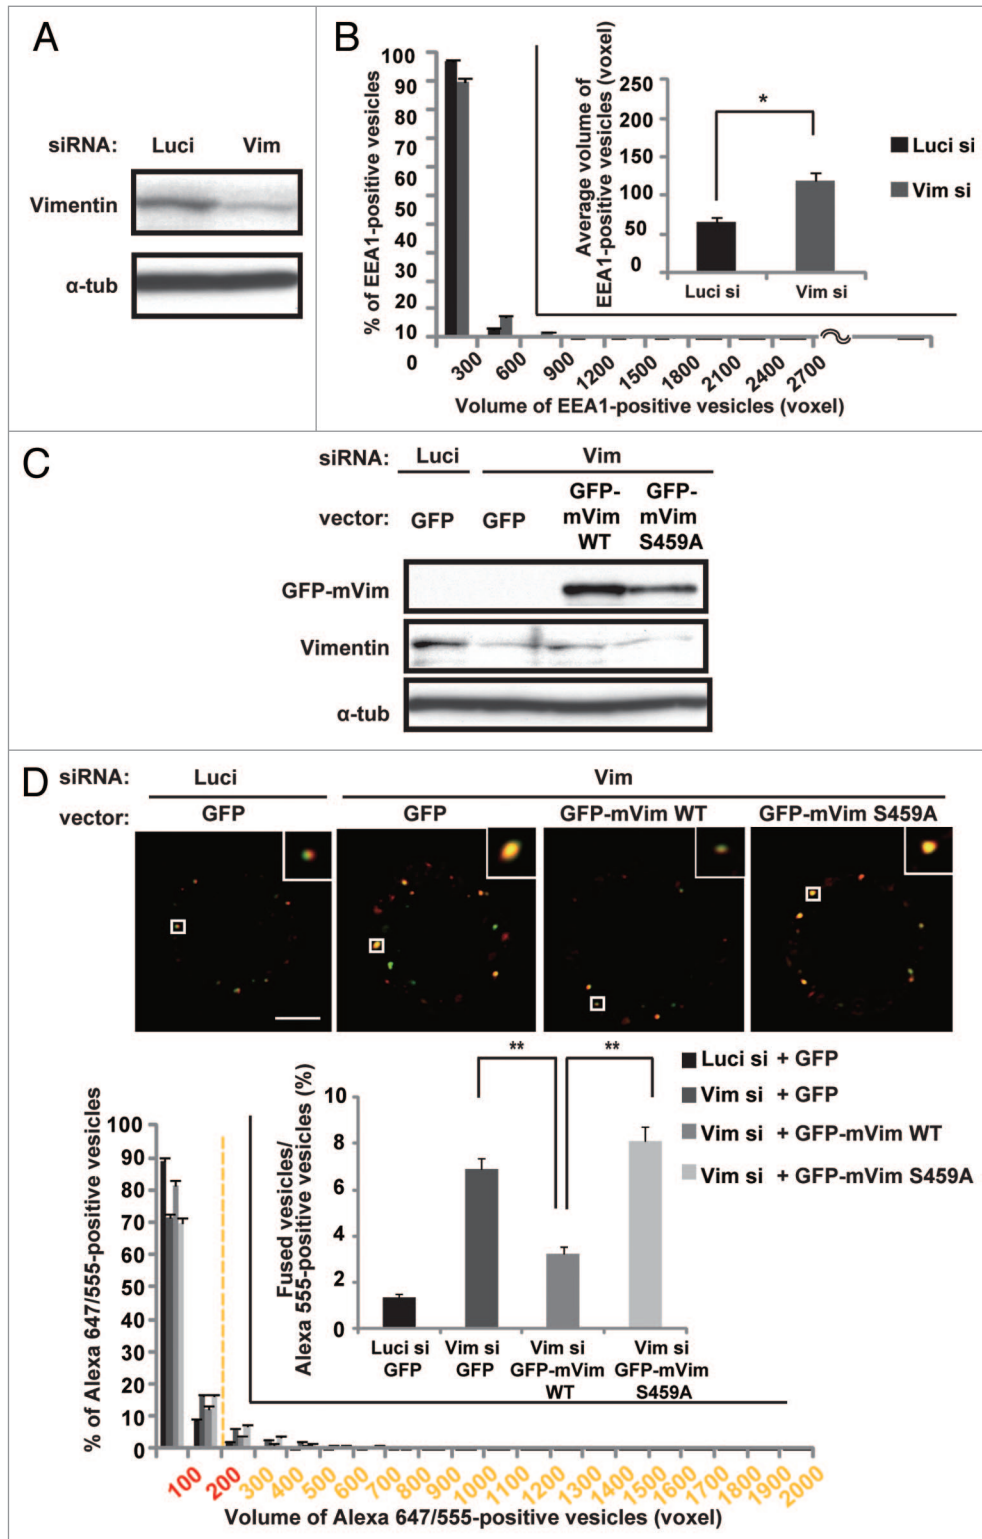 A
siRNA: Luci Vim
Vimentin
α-tub
B
% of EEA1-positive vesicles
100
90
80
70
60
50
40
30
20
10
0
300 600 900 1200 1500 1800 2100 2400 2700
Volume of EEA1-positive vesicles (voxel)
Average volume of
EEA1-positive vesicles (voxel)
250
200
150
100
50
0
*
Luci si Vim si
Luci si
Vim si
C
siRNA: Luci Vim
vector: GFP GFP GFP-mVim WT GFP-mVim S459A
GFP-mVim
Vimentin
α-tub
D
siRNA: Luci Vim
vector: GFP GFP GFP-mVim WT GFP-mVim S459A
% of Alexa 647/555-positive vesicles
100
90
80
70
60
50
40
30
20
10
0
100 200 300 400 500 600 700 800 900 1000 1100 1200 1300 1400 1500 1600 1700 1800 1900 2000
Volume of Alexa 647/555-positive vesicles (voxel)
Fused vesicles/
Alexa 555-positive vesicles (%)
10
8
6
4
2
0
** **
Luci si GFP
Vim si GFP
Vim si GFP-mVim WT
Vim si GFP-mVim S459A
Luci si + GFP
Vim si + GFP
Vim si + GFP-mVim WT
Vim si + GFP-mVim S459A